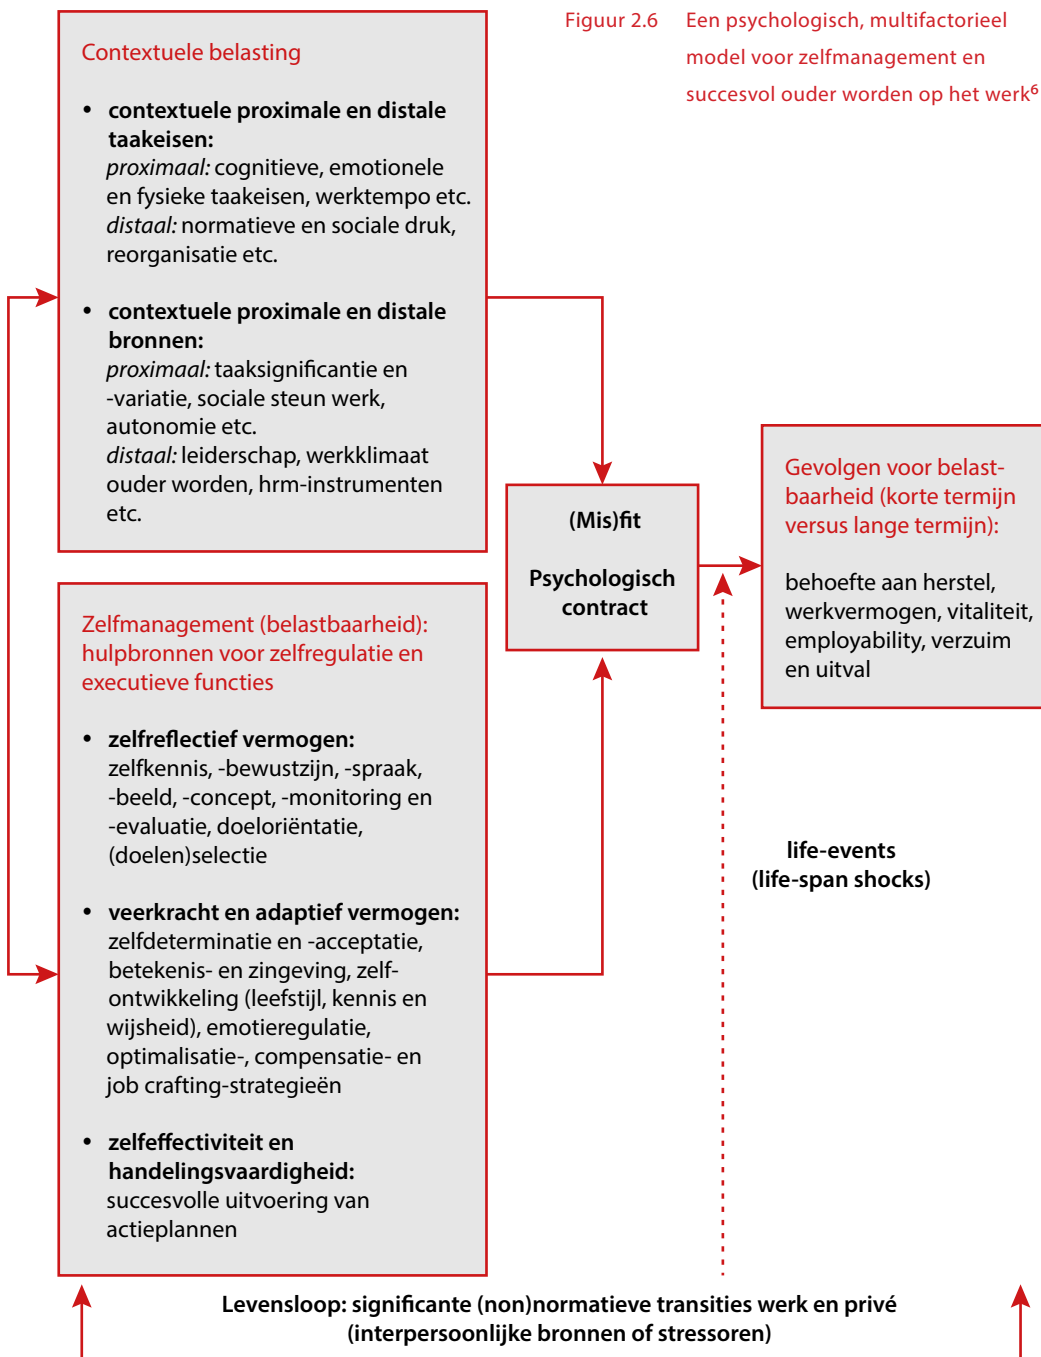 Figuur 2.6 Een psychologisch, multifactorieel
model voor zelfmanagement en
succesvol ouder worden op het werk⁶
Contextuele belasting
• contextuele proximale en distale
taakeisen:
proximaal: cognitieve, emotionele
en fysieke taakeisen, werktempo etc.
distaal: normatieve en sociale druk,
reorganisatie etc.
• contextuele proximale en distale
bronnen:
proximaal: taaksignificantie en
-variatie, sociale steun werk,
autonomie etc.
distaal: leiderschap, werkklimaat
ouder worden, hrm-instrumenten
etc.
Zelfmanagement (belastbaarheid):
hulpbronnen voor zelfregulatie en
executieve functies
• zelfreflectief vermogen:
zelfkennis, -bewustzijn, -spraak,
-beeld, -concept, -monitoring en
-evaluatie, doeloriëntatie,
(doelen)selectie
• veerkracht en adaptief vermogen:
zelfdeterminatie en -acceptatie,
betekenis- en zingeving, zelf-
ontwikkeling (leefstijl, kennis en
wijsheid), emotieregulatie,
optimalisatie-, compensatie- en
job crafting-strategieën
• zelfeffectiviteit en
handelingsvaardigheid:
succesvolle uitvoering van
actieplannen
(Mis)fit
Psychologisch
contract
Gevolgen voor belast-
baarheid (korte termijn
versus lange termijn):
behoefte aan herstel,
werkvermogen, vitaliteit,
employability, verzuim
en uitval
life-events
(life-span shocks)
Levensloop: significante (non)normatieve transities werk en privé
(interpersoonlijke bronnen of stressoren)